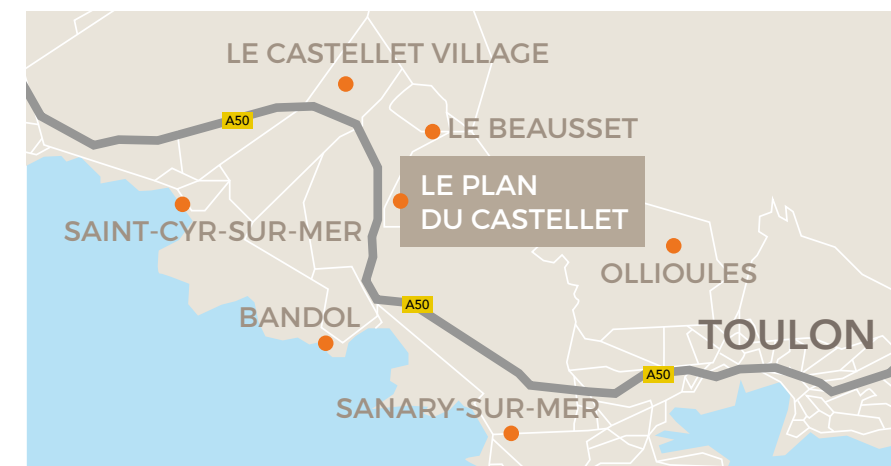 LE CASTELLET VILLAGE
A50
LE BEAUSSET
LE PLAN
DU CASTELLET
SAINT-CYR-SUR-MER
OLLIOULES
A50
BANDOL
TOULON
A50
SANARY-SUR-MER